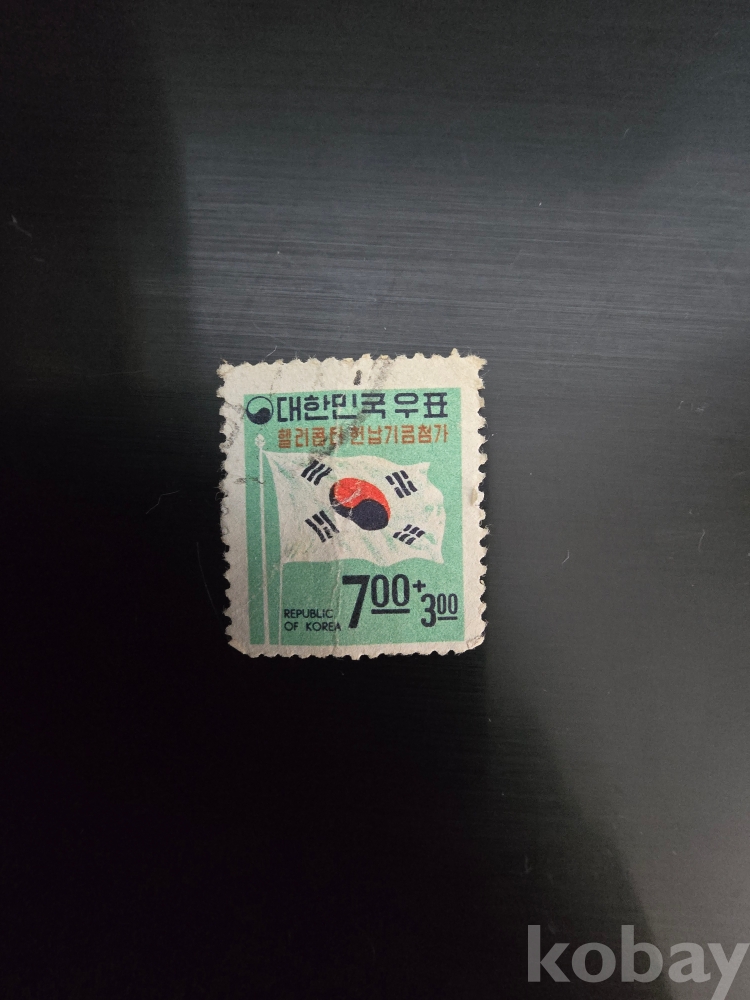 대한민국우표
헬리콥터 헌납기금첨가
REPUBLIC
OF KOREA
7.00+3.00
kobay